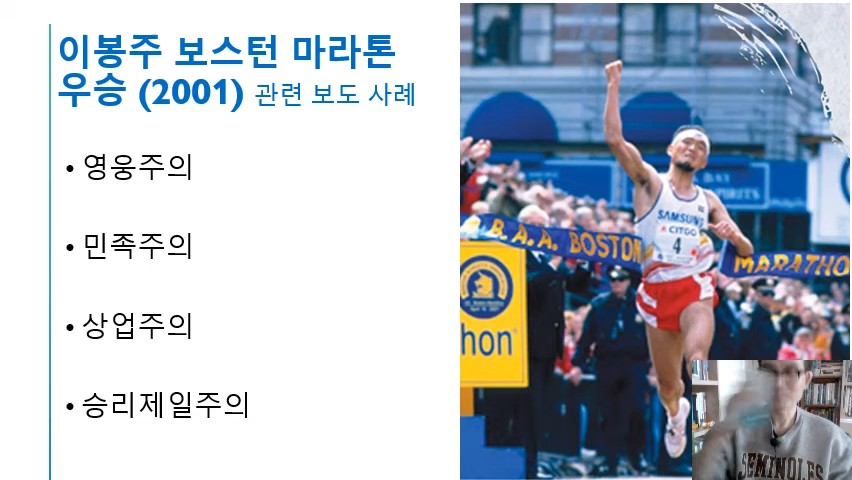 이봉주 보스턴 마라톤
우승 (2001) 관련 보도 사례
• 영웅주의
• 민족주의
• 상업주의
• 승리제일주의
B.A.A. BOSTON
MARATHO
SAMSUNG
CITGO
4
hon
SEMINOLES